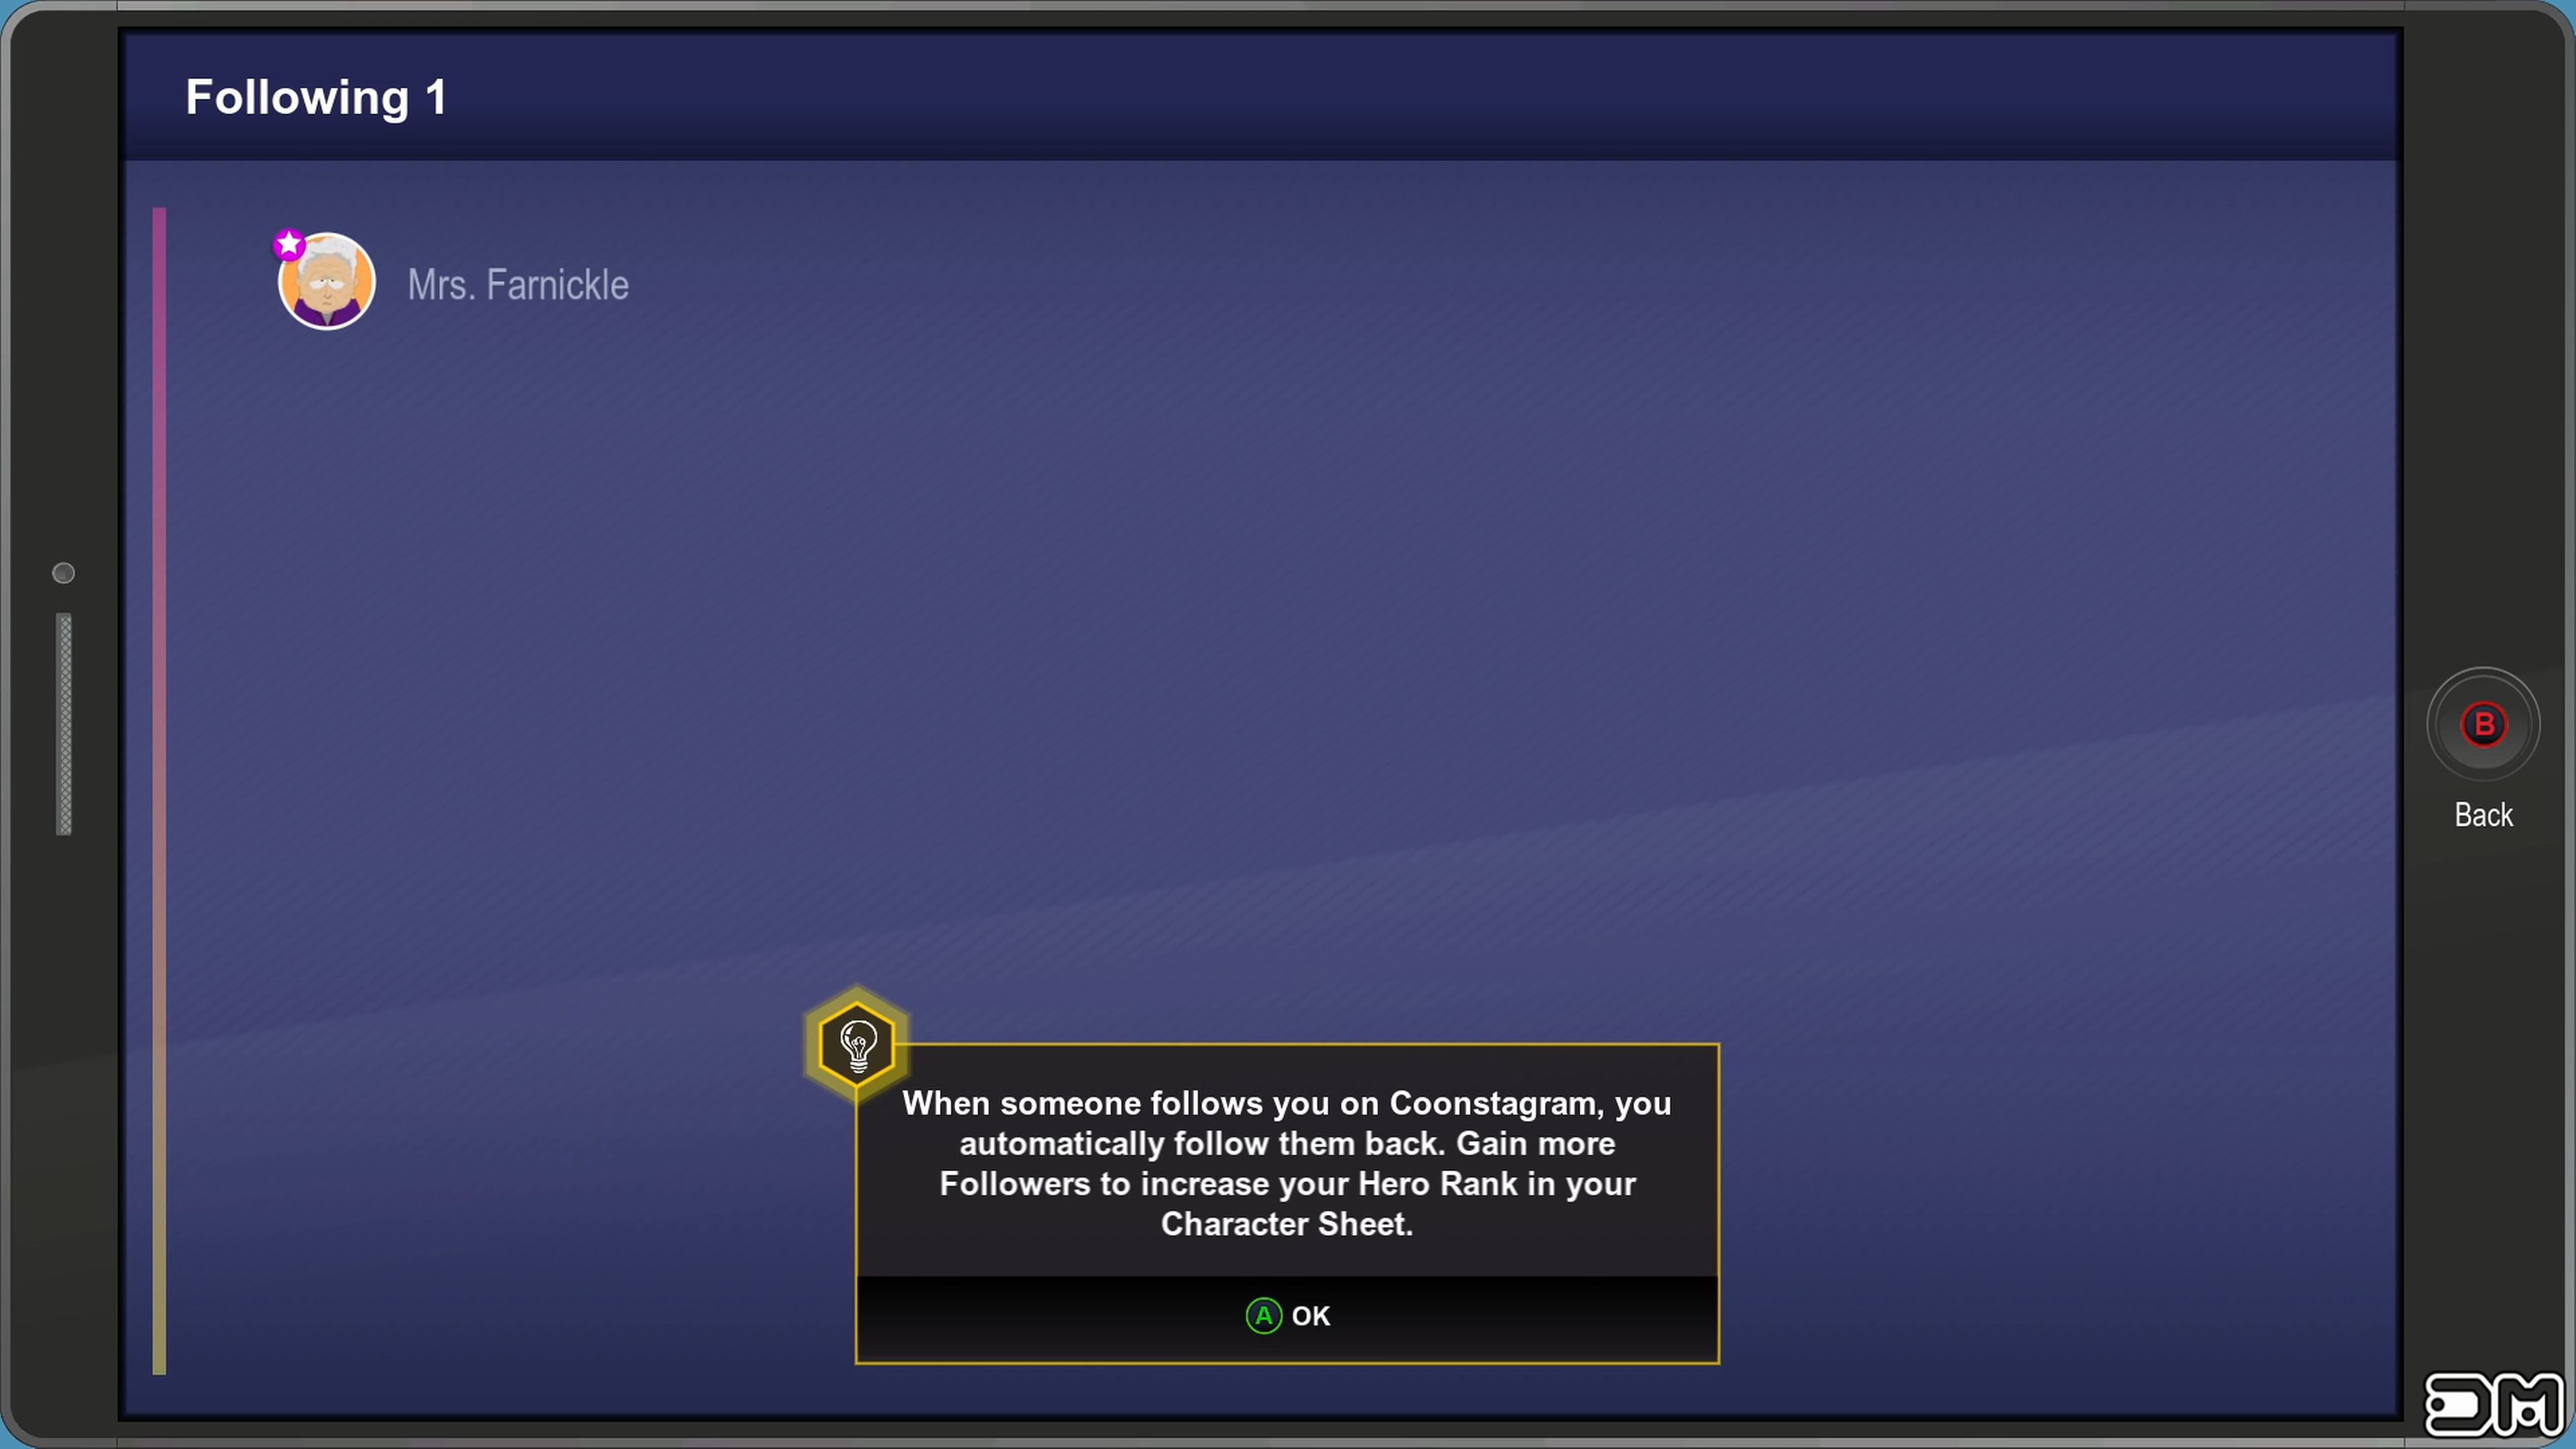 Following 1
Mrs. Farnickle
B
Back
When someone follows you on Coonstagram, you
automatically follow them back. Gain more
Followers to increase your Hero Rank in your
Character Sheet.
A OK
DM